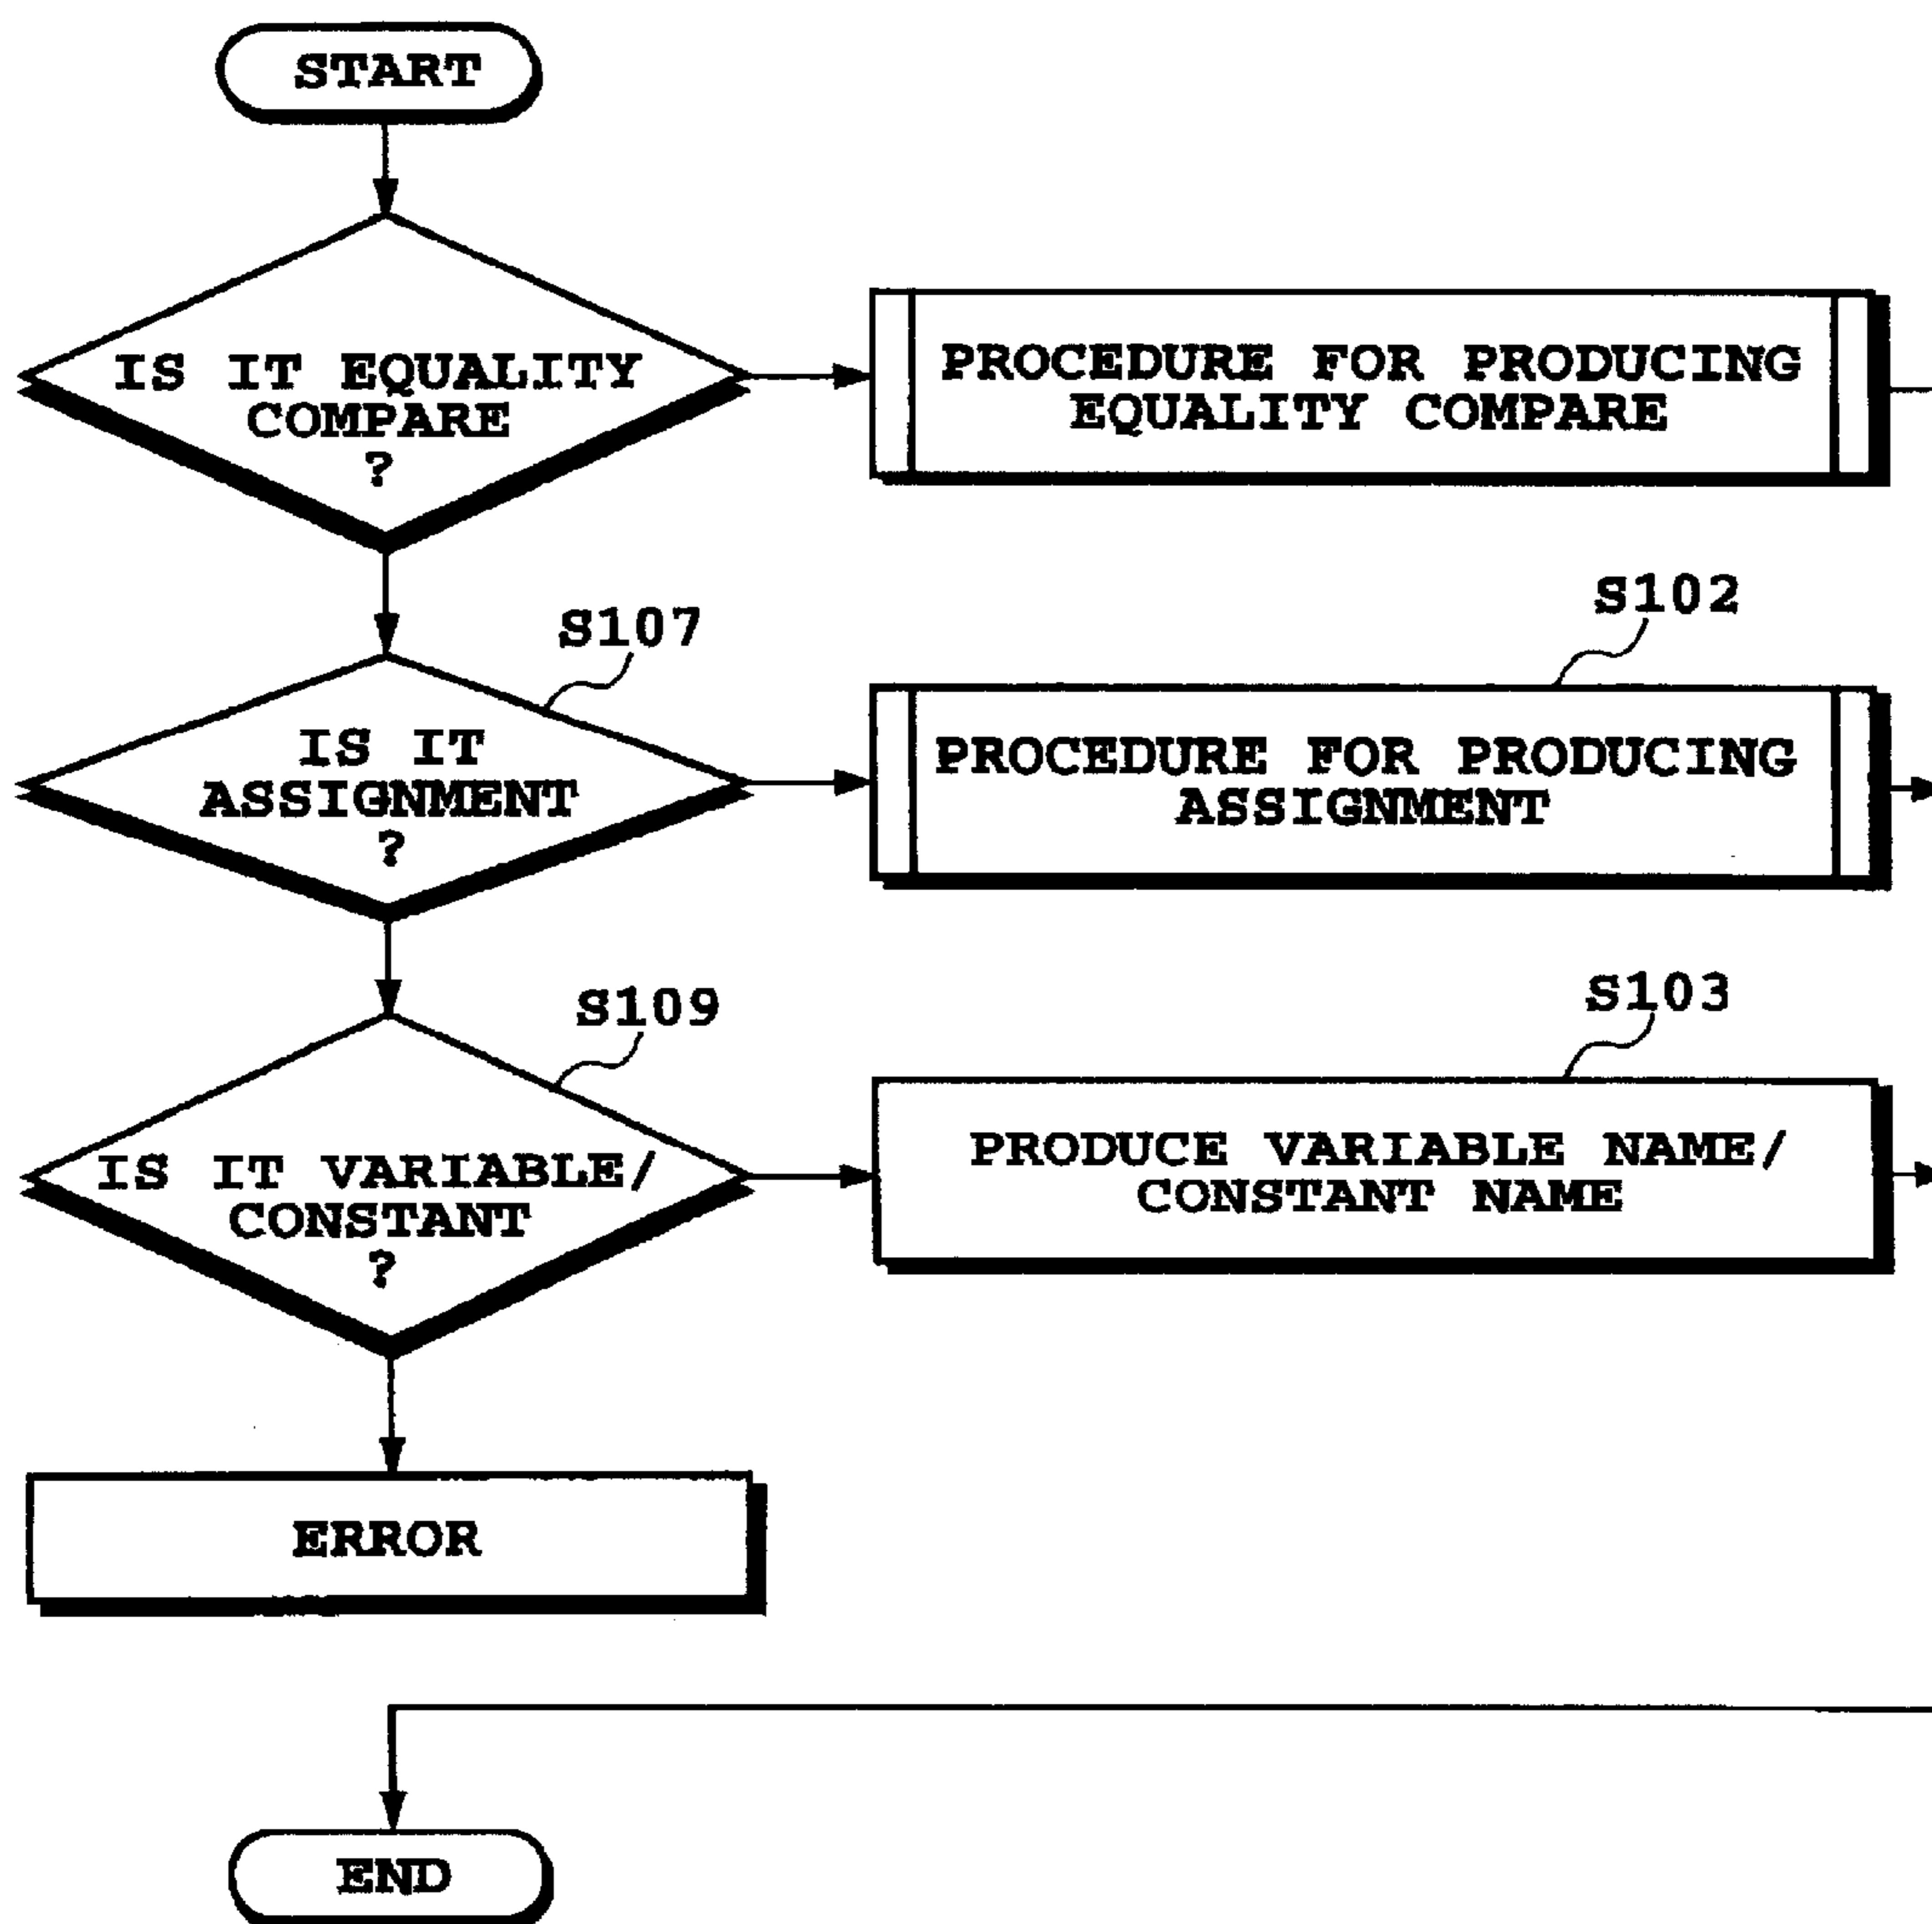 START
IS IT EQUALITY
COMPARE
?
PROCEDURE FOR PRODUCING
EQUALITY COMPARE
S107
IS IT
ASSIGNMENT
?
S102
PROCEDURE FOR PRODUCING
ASSIGNMENT
S109
IS IT VARIABLE/
CONSTANT
?
S103
PRODUCE VARIABLE NAME/
CONSTANT NAME
ERROR
END